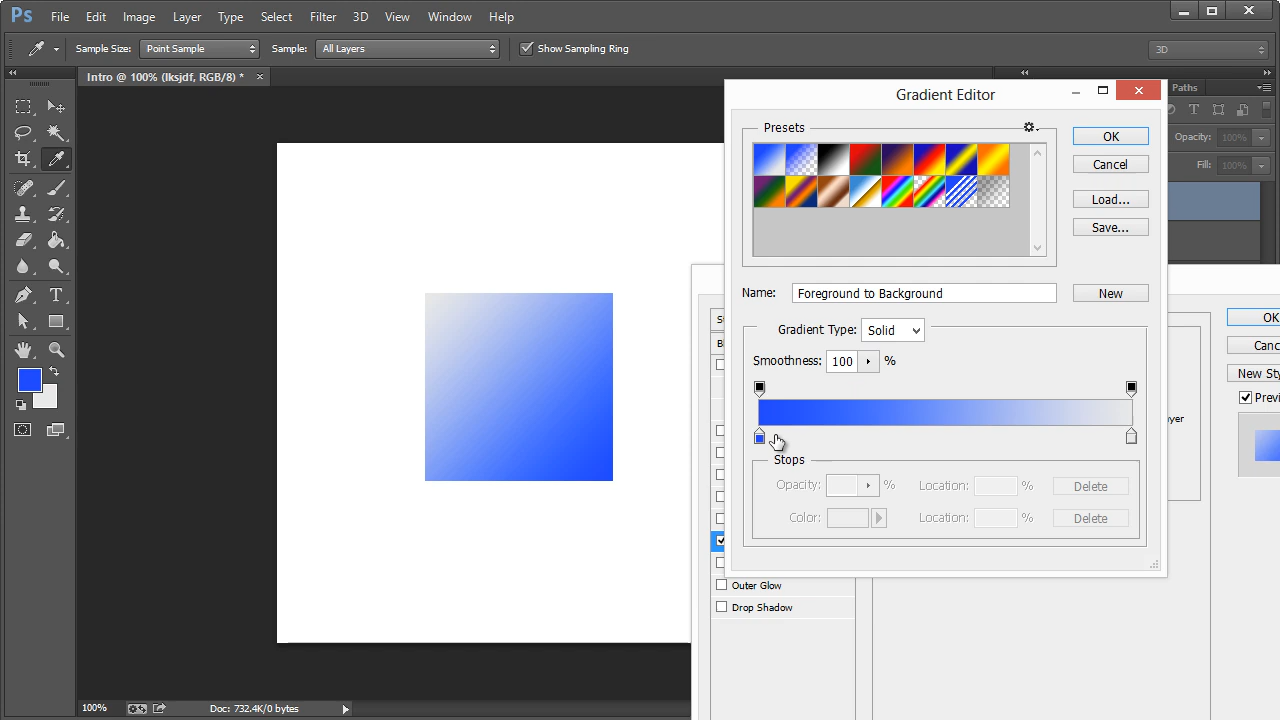 Ps File Edit Image Layer Type Select Filter 3D View Window Help
Sample Size: Point Sample Sample: All Layers Show Sampling Ring 3D
Intro @ 100% (lksjdf, RGB/8) * ×
Paths
Gradient Editor
Presets
OK
Cancel
Load...
Save...
Opacity: 100%
Fill: 100%
Name: Foreground to Background New
Gradient Type: Solid
Smoothness: 100 %
Stops
Opacity: % Location: % Delete
Color: Location: % Delete
OK
New Sty
Previ
Outer Glow
Drop Shadow
100% Doc: 732.4K/0 bytes